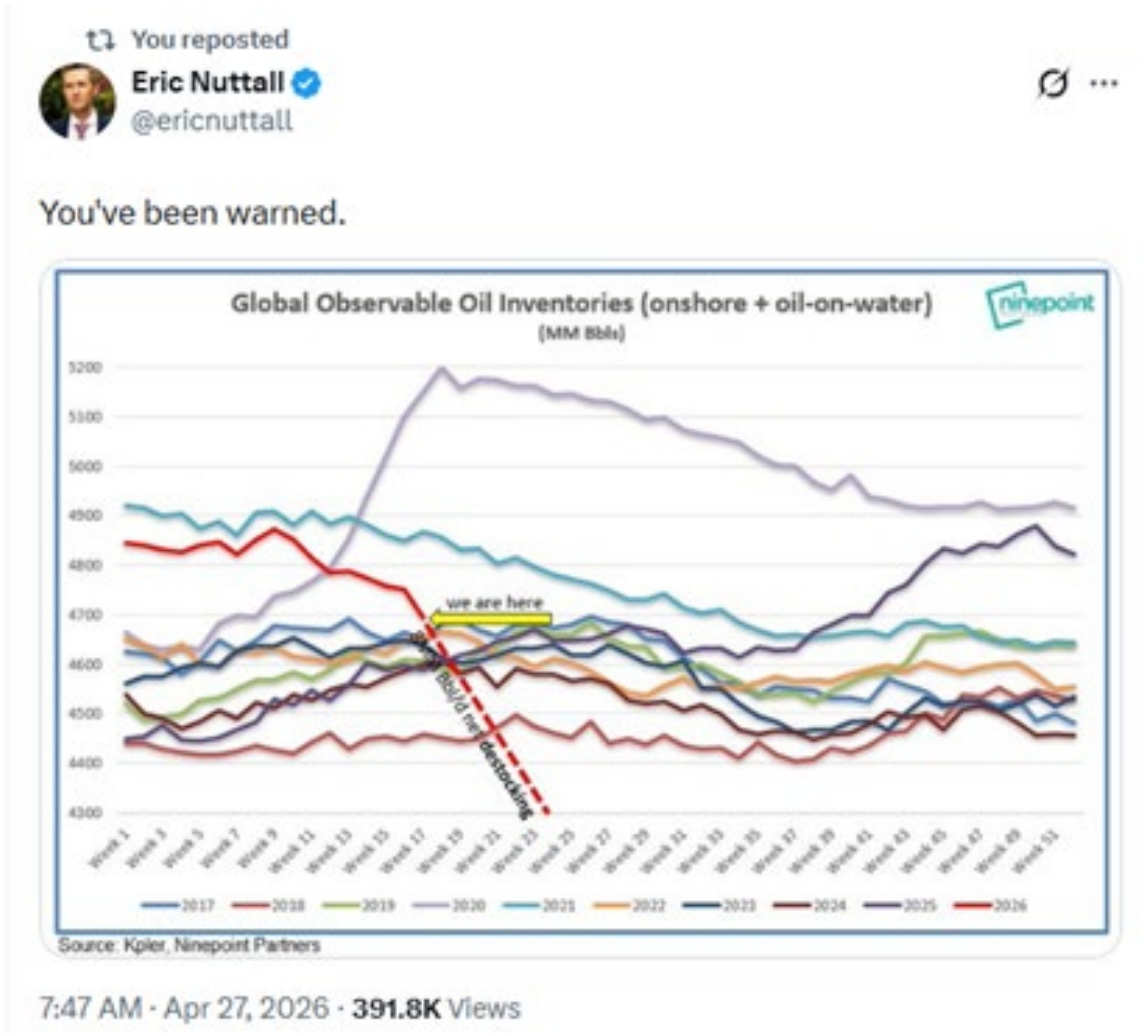 You reposted
Eric Nuttall
@ericnuttall
You've been warned.
Global Observable Oil Inventories (onshore + oil-on-water)
(MM Bbls)
ninepoint
5200
5100
5000
4900
4800
4700
4600
4500
4400
4300
we are here
Bbl/d net destocking
Week 1
Week 3
Week 5
Week 7
Week 9
Week 11
Week 13
Week 15
Week 17
Week 19
Week 21
Week 23
Week 25
Week 27
Week 29
Week 31
Week 33
Week 35
Week 37
Week 39
Week 41
Week 43
Week 45
Week 47
Week 49
Week 51
2017
2018
2019
2020
2021
2022
2023
2024
2025
2026
Source: Kpler, Ninepoint Partners
7:47 AM · Apr 27, 2026 · 391.8K Views